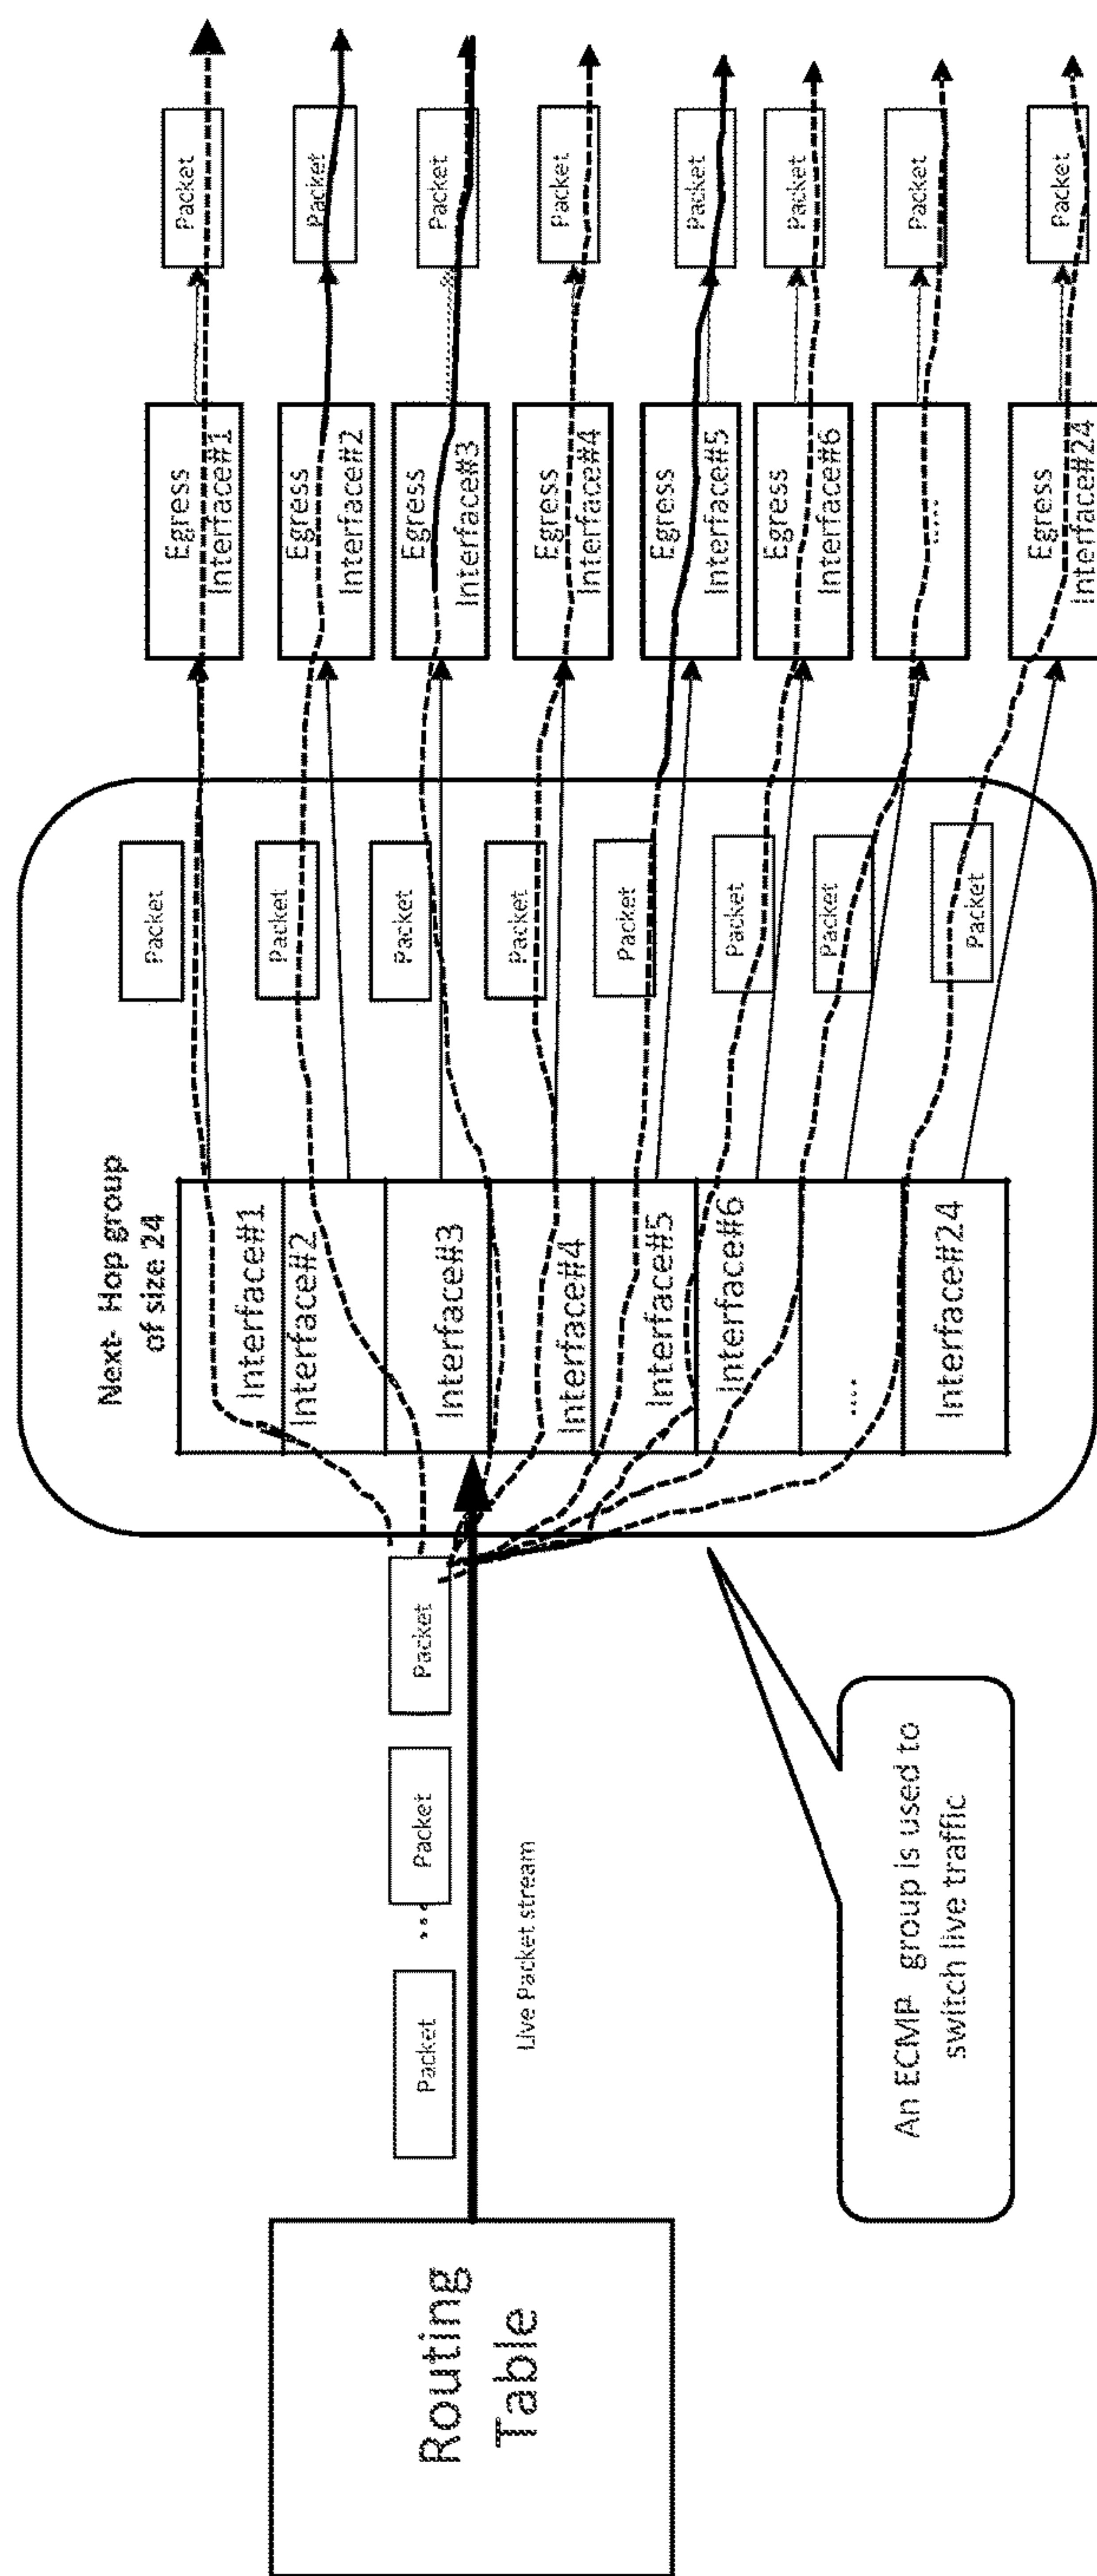 Routing
Table
Packet
...
Packet
Packet
Live Packet stream
An ECMP group is used to
switch live traffic
Next- Hop group
of size 24
Interface#1
Interface#2
Interface#3
Interface#4
Interface#5
Interface#6
....
Interface#24
Packet
Packet
Packet
Packet
Packet
Packet
Packet
Packet
Egress
Interface#1
Egress
Interface#2
Egress
Interface#3
Egress
Interface#4
Egress
Interface#5
Egress
Interface#6
....
Egress
Interface#24
Packet
Packet
Packet
Packet
Packet
Packet
Packet
Packet